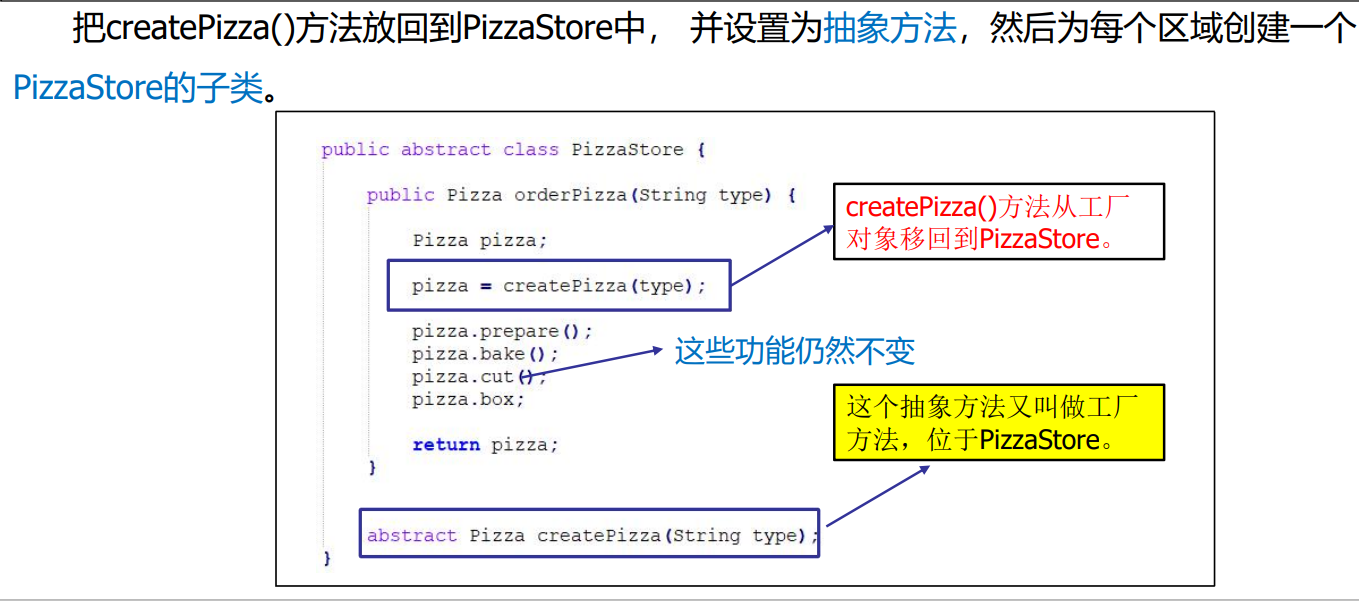 把createPizza()方法放回到PizzaStore中， 并设置为抽象方法，然后为每个区域创建一个
PizzaStore的子类。
public abstract class PizzaStore {
public Pizza orderPizza(String type) {
Pizza pizza;
pizza = createPizza(type);
pizza.prepare();
pizza.bake();
pizza.cut();
pizza.box;
return pizza;
}
abstract Pizza createPizza(String type);
}
createPizza()方法从工厂
对象移回到PizzaStore。
这些功能仍然不变
这个抽象方法又叫做工厂
方法，位于PizzaStore。